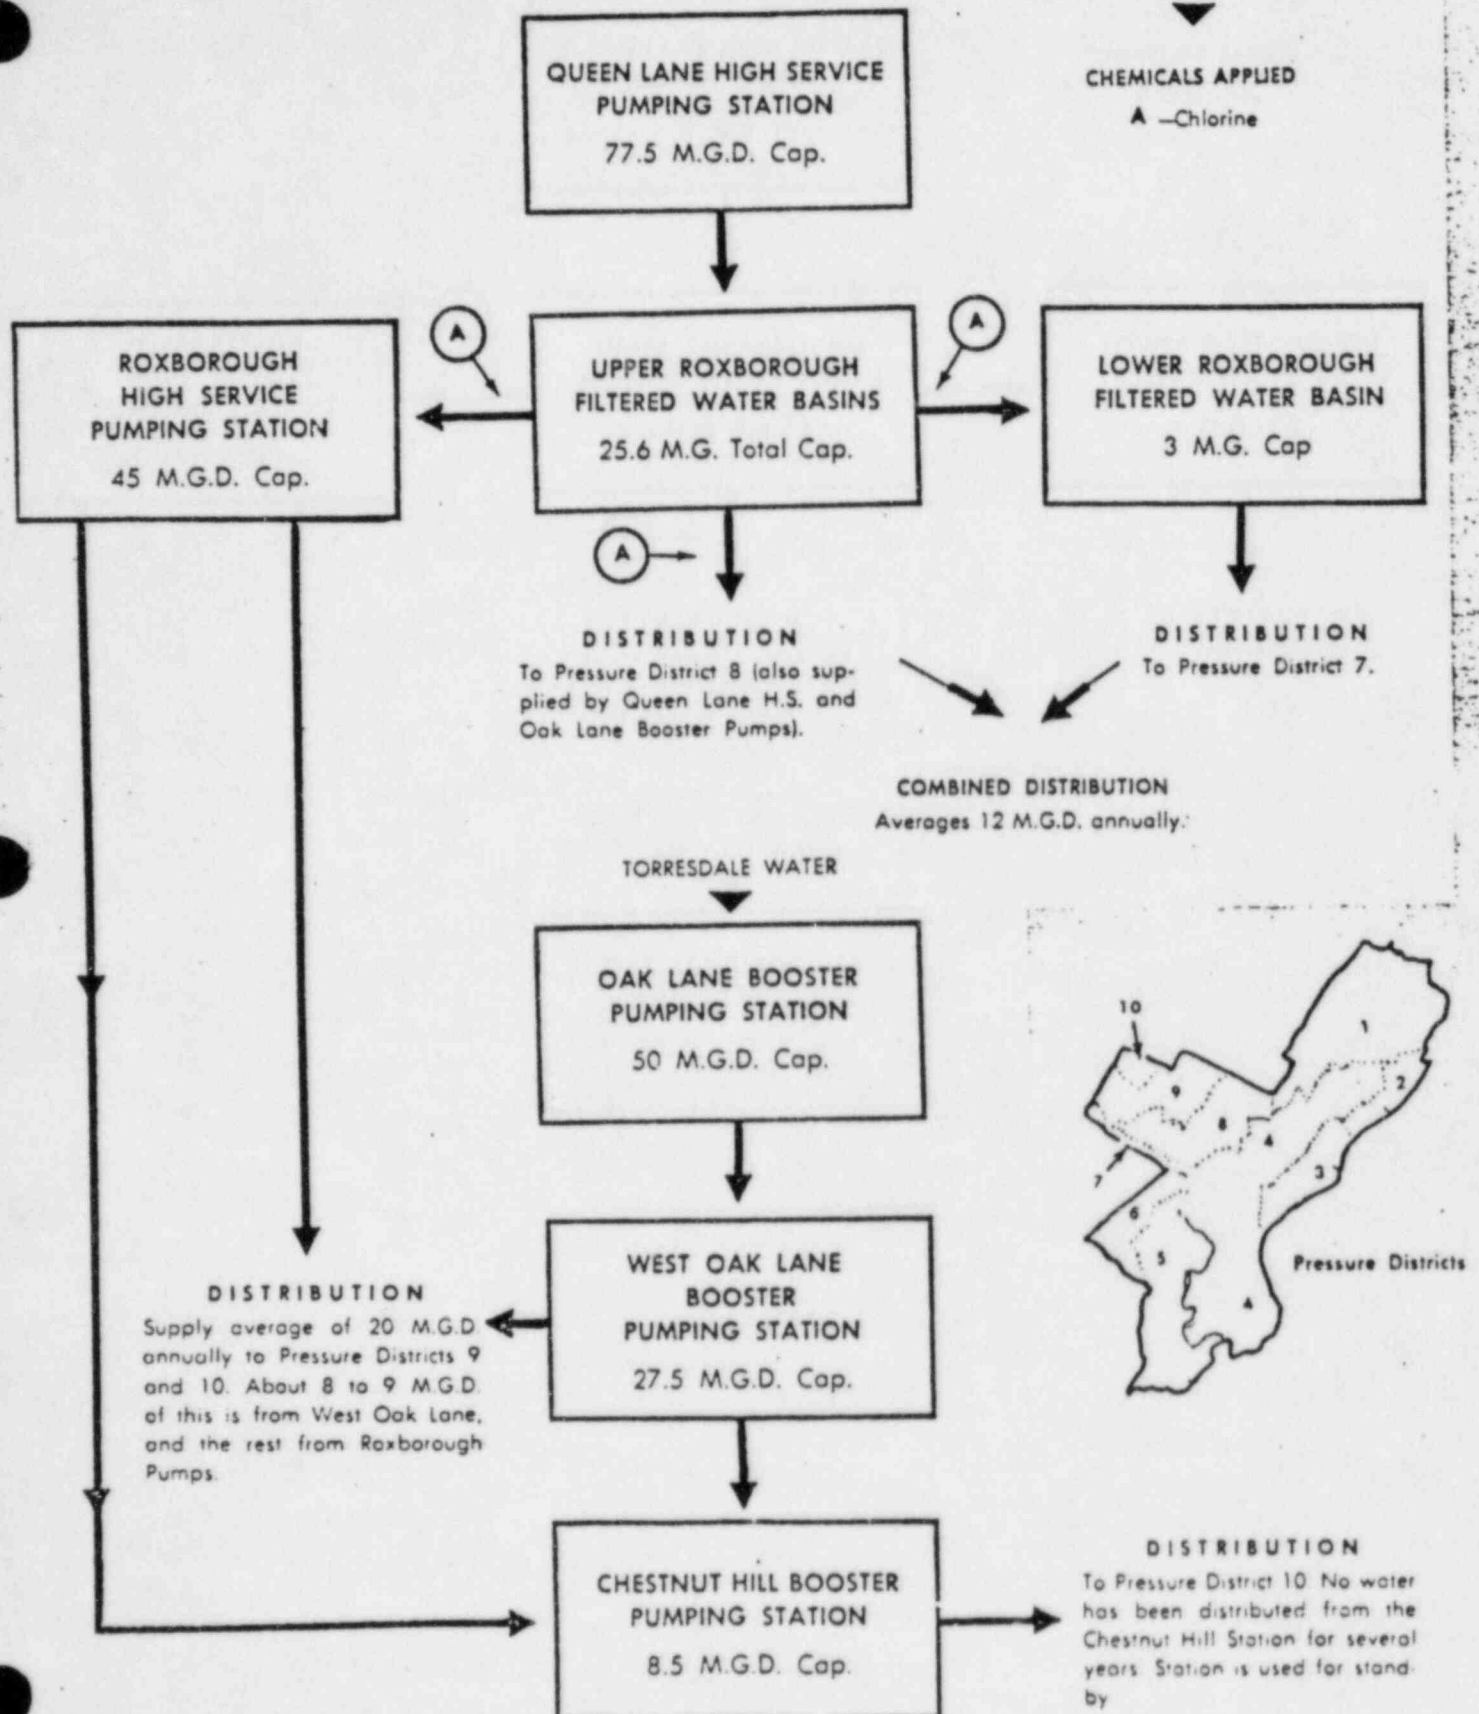 QUEEN LANE HIGH SERVICE
PUMPING STATION
77.5 M.G.D. Cap.
CHEMICALS APPLIED
A —Chlorine
ROXBOROUGH
HIGH SERVICE
PUMPING STATION
45 M.G.D. Cap.
A
UPPER ROXBOROUGH
FILTERED WATER BASINS
25.6 M.G. Total Cap.
A
LOWER ROXBOROUGH
FILTERED WATER BASIN
3 M.G. Cap
A
DISTRIBUTION
To Pressure District 8 (also sup-
plied by Queen Lane H.S. and
Oak Lane Booster Pumps).
DISTRIBUTION
To Pressure District 7.
COMBINED DISTRIBUTION
Averages 12 M.G.D. annually.
TORRESDALE WATER
OAK LANE BOOSTER
PUMPING STATION
50 M.G.D. Cap.
10
1
2
9
8
4
3
7
6
5
4
Pressure Districts
WEST OAK LANE
BOOSTER
PUMPING STATION
27.5 M.G.D. Cap.
DISTRIBUTION
Supply average of 20 M.G.D.
annually to Pressure Districts 9
and 10. About 8 to 9 M.G.D.
of this is from West Oak Lane,
and the rest from Roxborough
Pumps.
CHESTNUT HILL BOOSTER
PUMPING STATION
8.5 M.G.D. Cap.
DISTRIBUTION
To Pressure District 10. No water
has been distributed from the
Chestnut Hill Station for several
years. Station is used for stand-
by